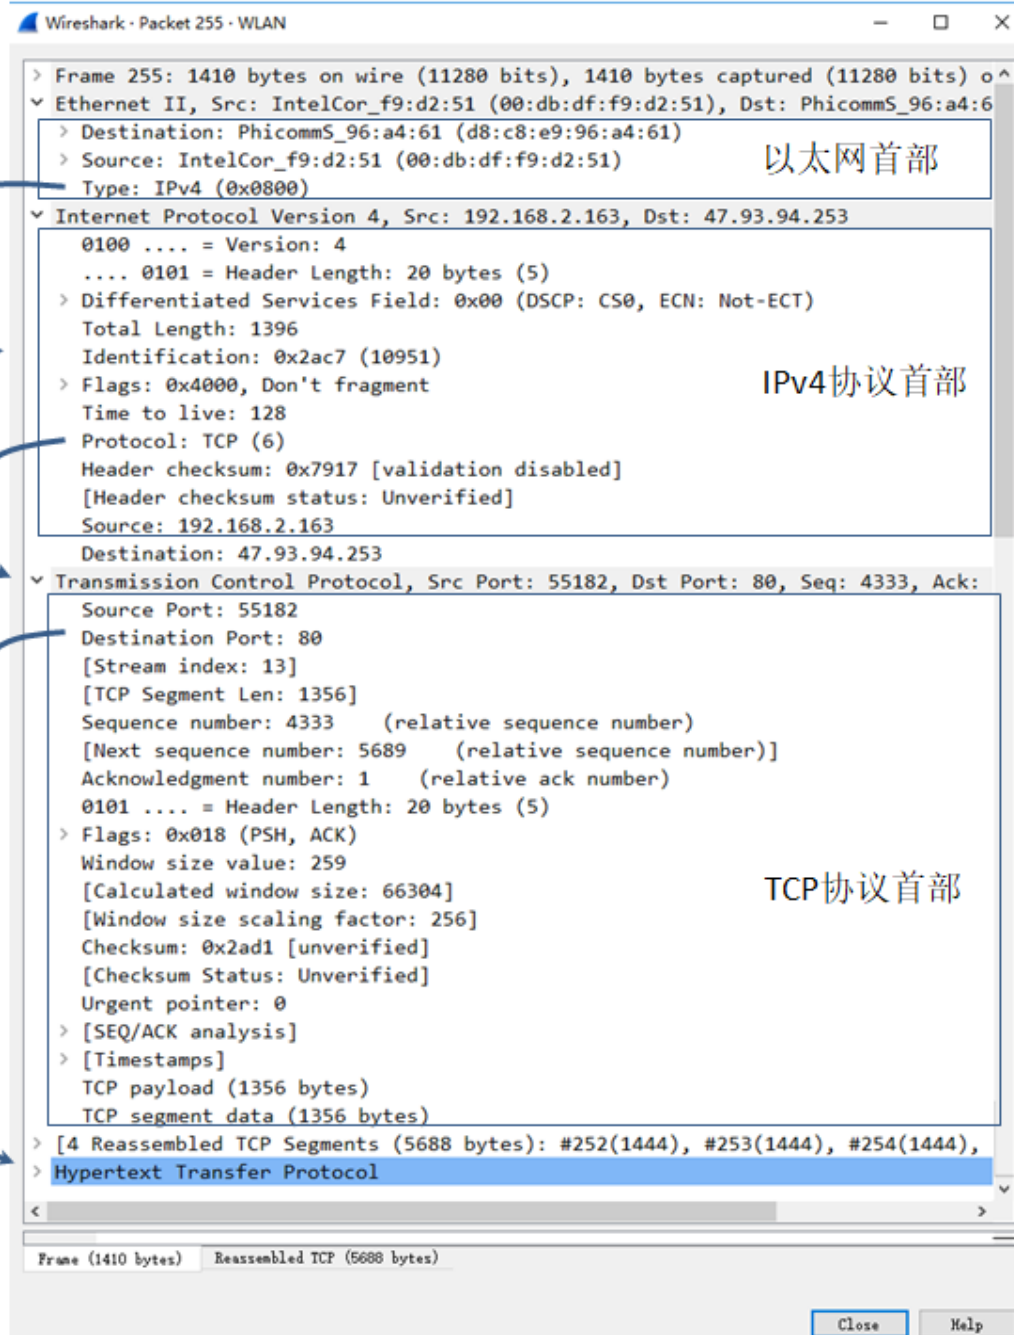 Wireshark · Packet 255 · WLAN
Frame 255: 1410 bytes on wire (11280 bits), 1410 bytes captured (11280 bits) o
Ethernet II, Src: IntelCor_f9:d2:51 (00:db:df:f9:d2:51), Dst: PhicommS_96:a4:6
Destination: PhicommS_96:a4:61 (d8:c8:e9:96:a4:61)
Source: IntelCor_f9:d2:51 (00:db:df:f9:d2:51)
以太网首部
Type: IPv4 (0x0800)
Internet Protocol Version 4, Src: 192.168.2.163, Dst: 47.93.94.253
0100 .... = Version: 4
.... 0101 = Header Length: 20 bytes (5)
Differentiated Services Field: 0x00 (DSCP: CS0, ECN: Not-ECT)
Total Length: 1396
Identification: 0x2ac7 (10951)
Flags: 0x4000, Don't fragment
IPv4协议首部
Time to live: 128
Protocol: TCP (6)
Header checksum: 0x7917 [validation disabled]
[Header checksum status: Unverified]
Source: 192.168.2.163
Destination: 47.93.94.253
Transmission Control Protocol, Src Port: 55182, Dst Port: 80, Seq: 4333, Ack:
Source Port: 55182
Destination Port: 80
[Stream index: 13]
[TCP Segment Len: 1356]
Sequence number: 4333    (relative sequence number)
[Next sequence number: 5689    (relative sequence number)]
Acknowledgment number: 1    (relative ack number)
0101 .... = Header Length: 20 bytes (5)
Flags: 0x018 (PSH, ACK)
Window size value: 259
[Calculated window size: 66304]
TCP协议首部
[Window size scaling factor: 256]
Checksum: 0x2ad1 [unverified]
[Checksum Status: Unverified]
Urgent pointer: 0
[SEQ/ACK analysis]
[Timestamps]
TCP payload (1356 bytes)
TCP segment data (1356 bytes)
[4 Reassembled TCP Segments (5688 bytes): #252(1444), #253(1444), #254(1444),
Hypertext Transfer Protocol
Frame (1410 bytes)
Reassembled TCP (5688 bytes)
Close
Help